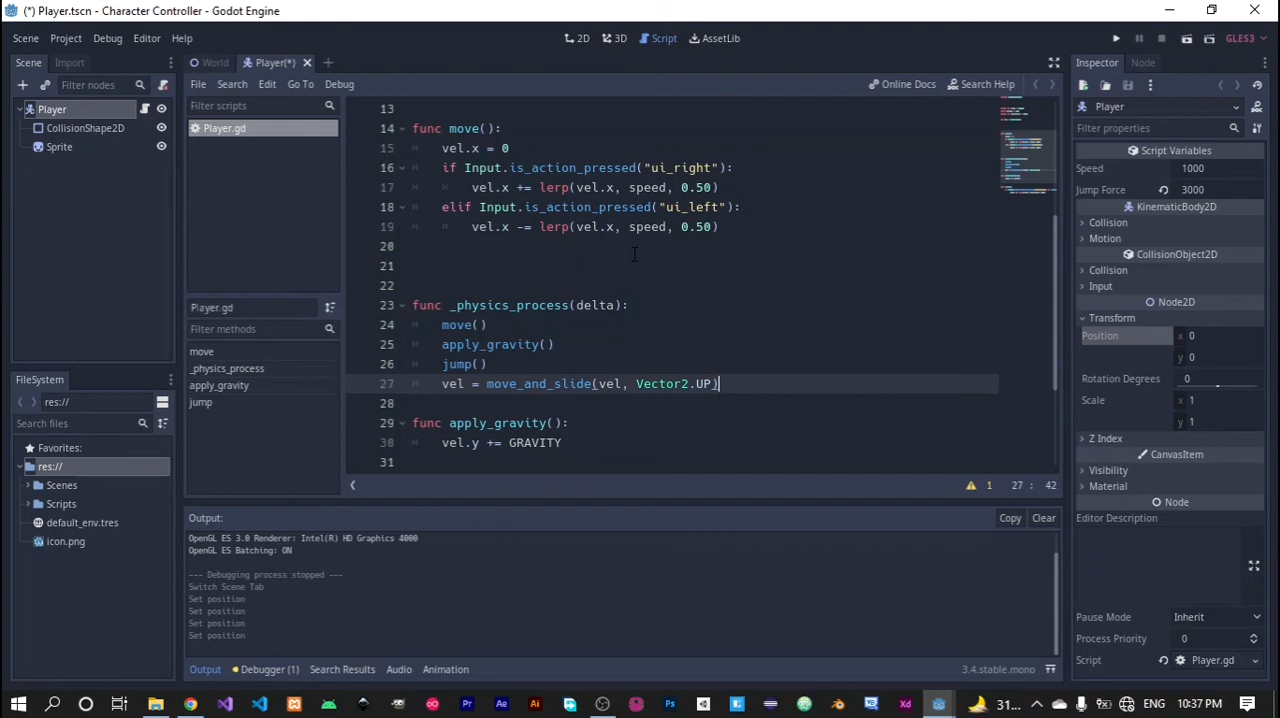 (*) Player.tscn - Character Controller - Godot Engine
Scene Project Debug Editor Help
2D 3D Script AssetLib
GLES3
Scene Import
World Player(*)
Inspector Node
Filter nodes
File Search Edit Go To Debug
Online Docs Search Help
Player
CollisionShape2D
Sprite
Filter scripts
Player.gd
Player.gd
Filter methods
move
_physics_process
apply_gravity
jump
13
14 func move():
15 vel.x = 0
16 if Input.is_action_pressed("ui_right"):
17 vel.x += lerp(vel.x, speed, 0.50)
18 elif Input.is_action_pressed("ui_left"):
19 vel.x -= lerp(vel.x, speed, 0.50)
20
21
22
23 func _physics_process(delta):
24 move()
25 apply_gravity()
26 jump()
27 vel = move_and_slide(vel, Vector2.UP)
28
29 func apply_gravity():
30 vel.y += GRAVITY
31
1 27 : 42
FileSystem
res://
Search files
Favorites:
res://
Scenes
Scripts
default_env.tres
icon.png
Output:
Copy Clear
OpenGL ES 3.0 Renderer: Intel(R) HD Graphics 4000
OpenGL ES Batching: ON
--- Debugging process stopped ---
Switch Scene Tab
Set position
Set position
Set position
Set position
Output Debugger (1) Search Results Audio Animation
3.4.stable.mono
Player
Filter properties
Script Variables
Speed 1000
Jump Force 3000
KinematicBody2D
Collision
Motion
CollisionObject2D
Collision
Input
Node2D
Transform
Position x 0
y 0
Rotation Degrees 0
Scale x 1
y 1
Z Index
CanvasItem
Visibility
Material
Node
Editor Description
Pause Mode Inherit
Process Priority 0
Script Player.gd
Pr Ae Ai Ps Xd
31... ENG 10:37 PM